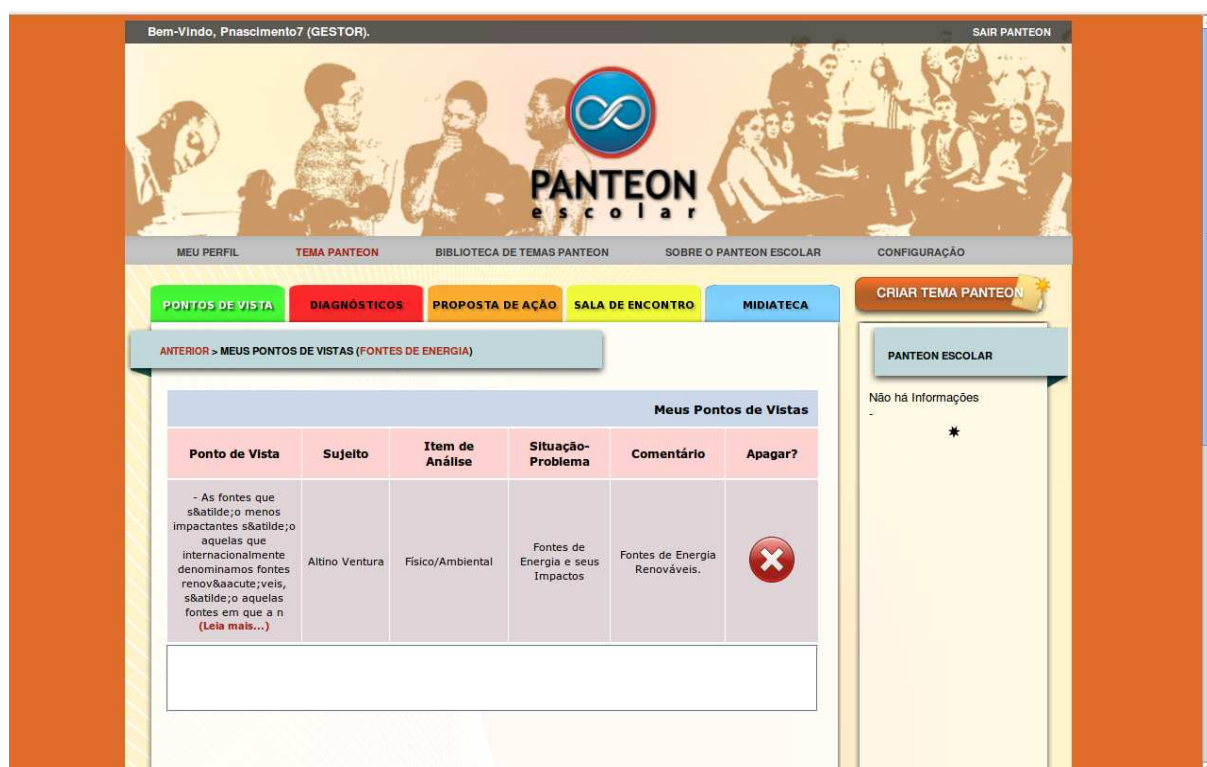 Bem-Vindo, Pnascimento7 (GESTOR).
SAIR PANTEON
PANTEON
escolar
MEU PERFIL
TEMA PANTEON
BIBLIOTECA DE TEMAS PANTEON
SOBRE O PANTEON ESCOLAR
CONFIGURAÇÃO
PONTOS DE VISTA
DIAGNÓSTICOS
PROPOSTA DE AÇÃO
SALA DE ENCONTRO
MIDIATECA
CRIAR TEMA PANTEON
ANTERIOR > MEUS PONTOS DE VISTAS (FONTES DE ENERGIA)
PANTEON ESCOLAR
Não há Informações
-
Meus Pontos de Vistas
Ponto de Vista
Sujeito
Item de
Análise
Situação-
Problema
Comentário
Apagar?
- As fontes que
s&atilde;o menos
impactantes s&atilde;o
aquelas que
internacionalmente
denominamos fontes
renov&aacute;veis,
s&atilde;o aquelas
fontes em que a n
(Leia mais...)
Altino Ventura
Físico/Ambiental
Fontes de
Energia e seus
Impactos
Fontes de Energia
Renováveis.